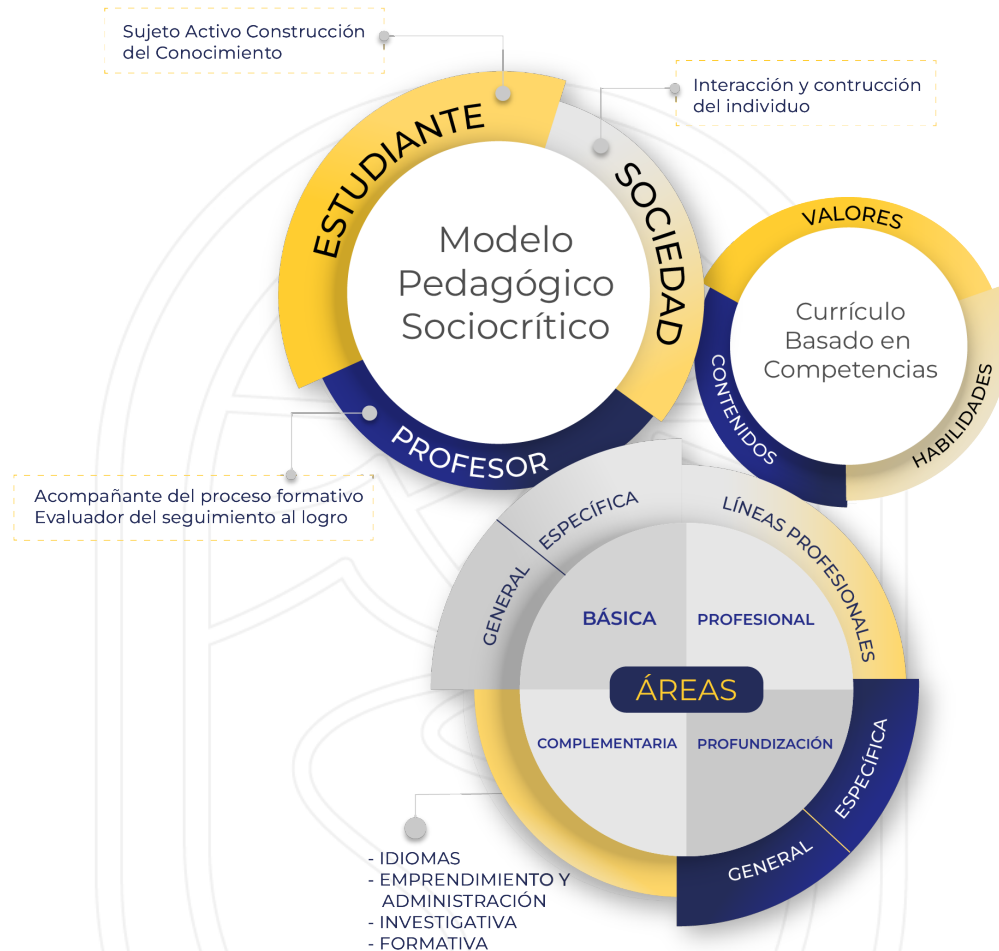 Sujeto Activo Construcción
del Conocimiento
Interacción y contrucción
del individuo
ESTUDIANTE
SOCIEDAD
PROFESOR
Modelo
Pedagógico
Sociocrítico
VALORES
CONTENIDOS
HABILIDADES
Currículo
Basado en
Competencias
Acompañante del proceso formativo
Evaluador del seguimiento al logro
GENERAL
ESPECÍFICA
LÍNEAS PROFESIONALES
BÁSICA
PROFESIONAL
ÁREAS
COMPLEMENTARIA
PROFUNDIZACIÓN
ESPECÍFICA
GENERAL
- IDIOMAS
- EMPRENDIMIENTO Y
ADMINISTRACIÓN
- INVESTIGATIVA
- FORMATIVA